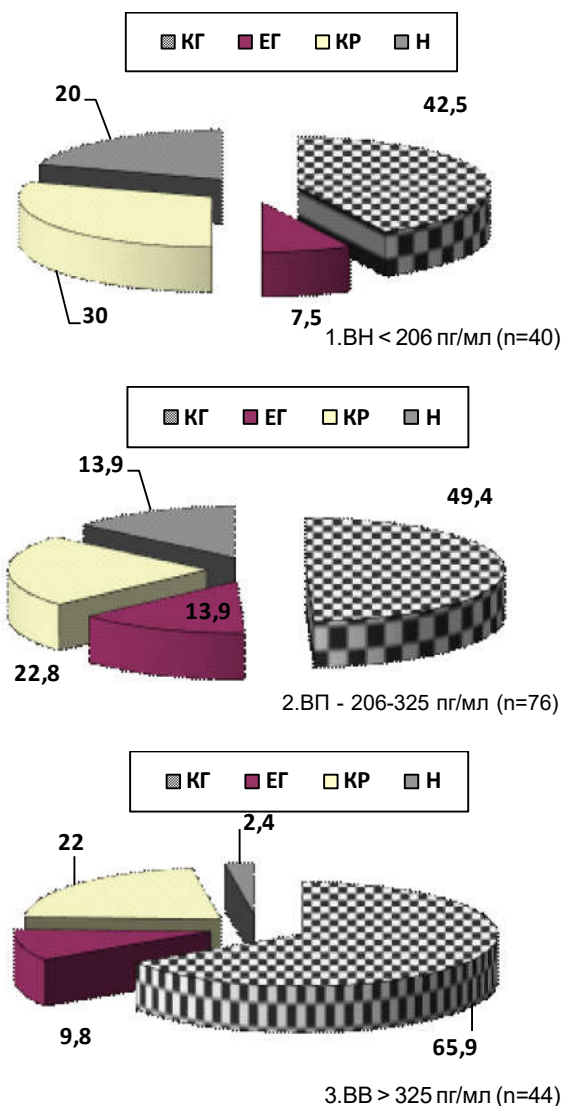 КГ ЕГ КР Н
20
42,5
30
7,5
1.ВН < 206 пг/мл (n=40)
КГ ЕГ КР Н
13,9
49,4
13,9
22,8
2.ВП - 206-325 пг/мл (n=76)
КГ ЕГ КР Н
2,4
22
9,8
65,9
3.ВВ > 325 пг/мл (n=44)